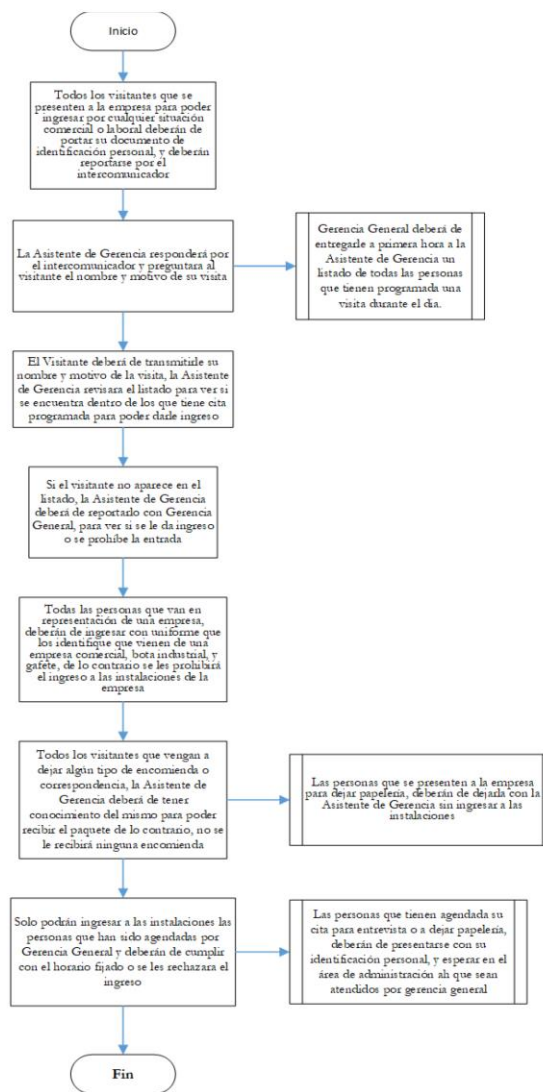 Inicio
Todos los visitantes que se
presenten a la empresa para poder
ingresar por cualquier situación
comercial o laboral deberán de
portar su documento de
identificación personal, y deberán
reportarse por el
intercomunicador
La Asistente de Gerencia responderá por
el intercomunicador y preguntara al
visitante el nombre y motivo de su visita
Gerencia General deberá de
entregarle a primera hora a la
Asistente de Gerencia un
listado de todas las personas
que tienen programada una
visita durante el dia.
El Visitante deberá de transmitirle su
nombre y motivo de la visita, la Asistente
de Gerencia revisara el listado para ver si
se encuentra dentro de los que tiene cita
programada para poder darle ingreso
Si el visitante no aparece en el
listado, la Asistente de Gerencia
deberá de reportarlo con Gerencia
General, para ver si se le da ingreso
o se prohíbe la entrada
Todas las personas que van en
representación de una empresa,
deberán de ingresar con uniforme que
los identifique que vienen de una
empresa comercial, bota industrial, y
gafete, de lo contrario se les prohibirá
el ingreso a las instalaciones de la
empresa
Todos los visitantes que vengan a
dejar algún tipo de encomienda o
correspondencia, la Asistente de
Gerencia deberá de tener
conocimiento del mismo para poder
recibir el paquete de lo contrario, no se
le recibirá ninguna encomienda
Las personas que se presenten a la empresa
para dejar papelería, deberán de dejarla con la
Asistente de Gerencia sin ingresar a las
instalaciones
Solo podrán ingresar a las instalaciones las
personas que han sido agendadas por
Gerencia General y deberán de cumplir
con el horario fijado o se les rechazara el
ingreso
Las personas que tienen agendada su
cita para entrevista o a dejar papelería,
deberán de presentarse con su
identificación personal, y esperar en el
área de administración ah que sean
atendidos por gerencia general
Fin